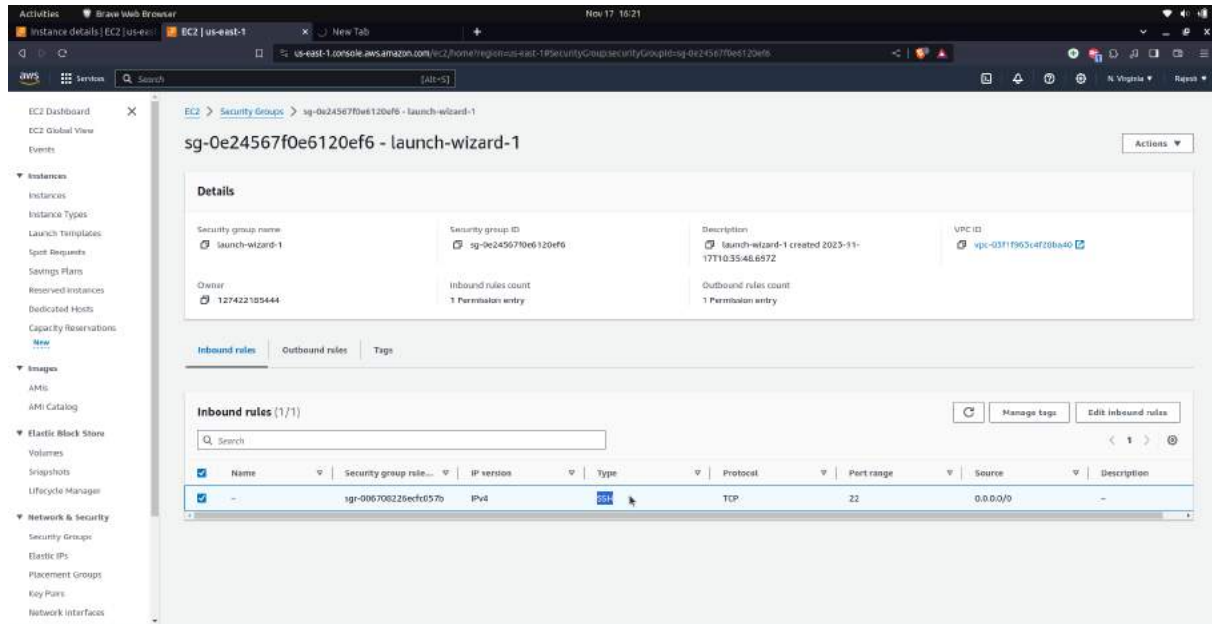 Activities Brave Web Browser Nov 17 16:21
Instance details | EC2 | us-east EC2 | us-east-1 New Tab
us-east-1.console.aws.amazon.com/ec2/home?region=us-east-1#SecurityGroup:securityGroupId=sg-0e24567f0e6120ef6
aws Services Search [Alt+S] N. Virginia Rajesh
EC2 Dashboard
EC2 Global View
Events
Instances
Instances
Instance Types
Launch Templates
Spot Requests
Savings Plans
Reserved Instances
Dedicated Hosts
Capacity Reservations
New
Images
AMIs
AMI Catalog
Elastic Block Store
Volumes
Snapshots
Lifecycle Manager
Network & Security
Security Groups
Elastic IPs
Placement Groups
Key Pairs
Network Interfaces
EC2 > Security Groups > sg-0e24567f0e6120ef6 - launch-wizard-1
sg-0e24567f0e6120ef6 - launch-wizard-1
Actions
Details
Security group name
launch-wizard-1
Security group ID
sg-0e24567f0e6120ef6
Description
launch-wizard-1 created 2023-11-
17T10:35:46.697Z
VPC ID
Owner
127422185444
Inbound rules count
1 Permission entry
Outbound rules count
1 Permission entry
Inbound rules Outbound rules Tags
Inbound rules (1/1)
Manage tags Edit inbound rules
Search
1
Name Security group rule... IP version Type Protocol Port range Source Description
– sgr-006708226ecfc057b IPv4 SSH TCP 22 0.0.0.0/0 –